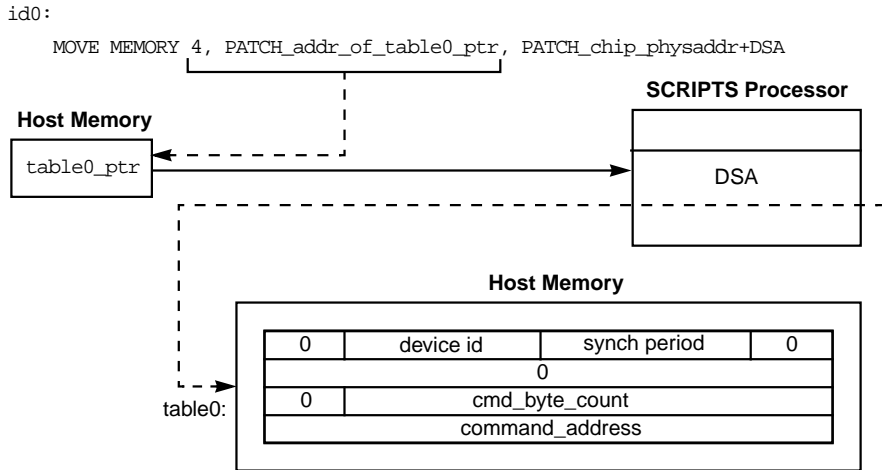 id0:
MOVE MEMORY 4, PATCH_addr_of_table0_ptr, PATCH_chip_physaddr+DSA
SCRIPTS Processor
Host Memory
table0_ptr
DSA
Host Memory
0 device id synch period 0
0
table0:
0 cmd_byte_count
command_address